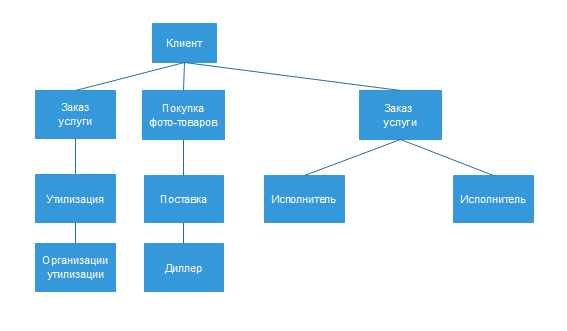 Клиент
Заказ
услуги
Покупка
фото-товаров
Заказ
услуги
Утилизация
Поставка
Исполнитель
Исполнитель
Организации
утилизации
Диллер